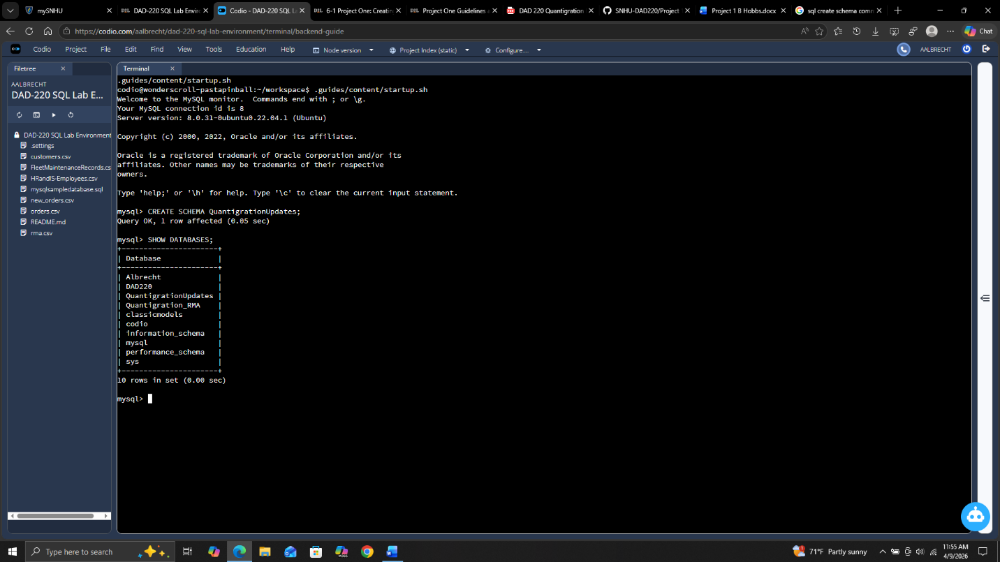 mySNHU
DAD-220 SQL Lab Enviro
Codio - DAD-220 SQL L
6-1 Project One: Creatin
Project One Guidelines a
DAD 220 Quantigration
SNHU-DAD220/Project
Project 1 B Hobbs.docx
sql create schema comm
https://codio.com/aalbrecht/dad-220-sql-lab-environment/terminal/backend-guide
Chat
Codio Project File Edit Find View Tools Education Help Node version Project Index (static) Configure... AALBRECHT
Filetree
AALBRECHT
DAD-220 SQL Lab E...
DAD-220 SQL Lab Environment
.settings
customers.csv
FleetMaintenanceRecords.cs
HRandIS-Employees.csv
mysqlsampledatabase.sql
new_orders.csv
orders.csv
README.md
rma.csv
Terminal
.guides/content/startup.sh
codio@wonderscroll-pastapinball:~/workspace$ .guides/content/startup.sh
Welcome to the MySQL monitor.  Commands end with ; or \g.
Your MySQL connection id is 8
Server version: 8.0.31-0ubuntu0.22.04.1 (Ubuntu)
Copyright (c) 2000, 2022, Oracle and/or its affiliates.
Oracle is a registered trademark of Oracle Corporation and/or its
affiliates. Other names may be trademarks of their respective
owners.
Type 'help;' or '\h' for help. Type '\c' to clear the current input statement.
mysql> CREATE SCHEMA QuantigrationUpdates;
Query OK, 1 row affected (0.05 sec)
mysql> SHOW DATABASES;
+----------------------+
| Database             |
+----------------------+
| Albrecht             |
| DAD220               |
| QuantigrationUpdates |
| Quantigration_RMA    |
| classicmodels        |
| codio                |
| information_schema   |
| mysql                |
| performance_schema   |
| sys                  |
+----------------------+
10 rows in set (0.00 sec)
mysql>
Type here to search
71°F Partly sunny
11:55 AM
4/9/2026